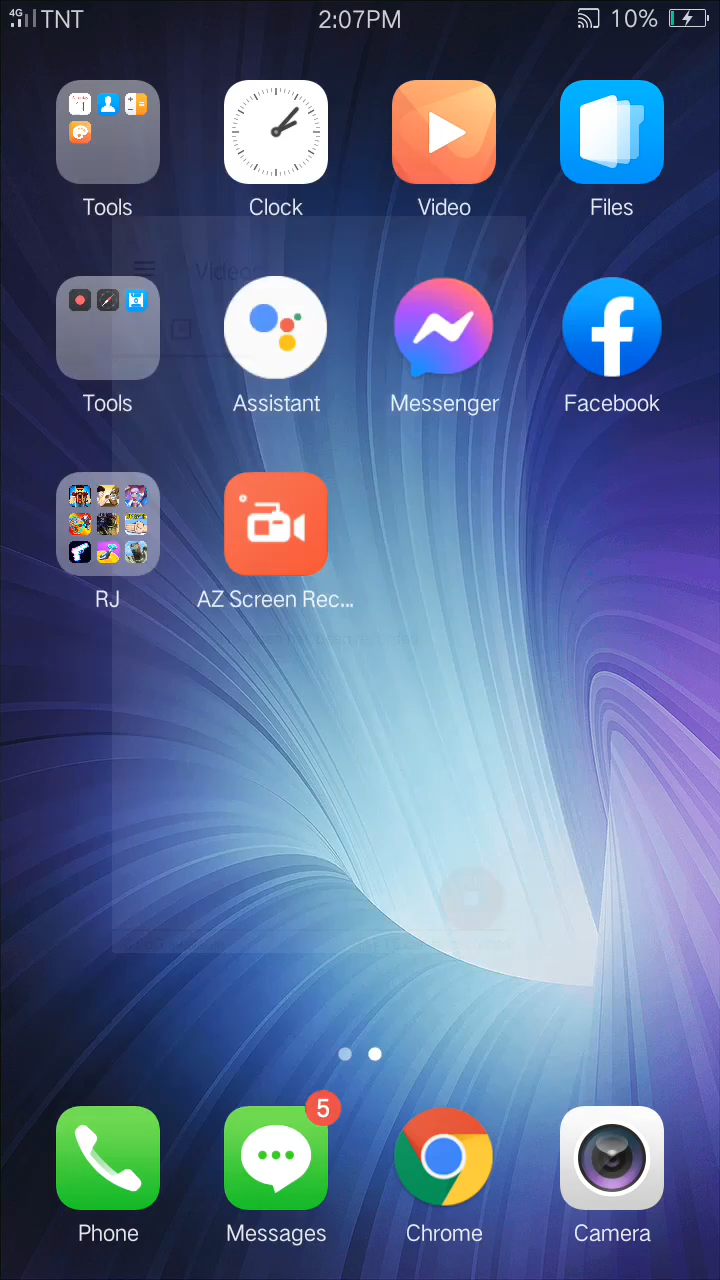 4G TNT 2:07PM 10%
Tools Clock Video Files
Videos
Tools Assistant Messenger Facebook
RJ AZ Screen Rec...
5
Phone Messages Chrome Camera